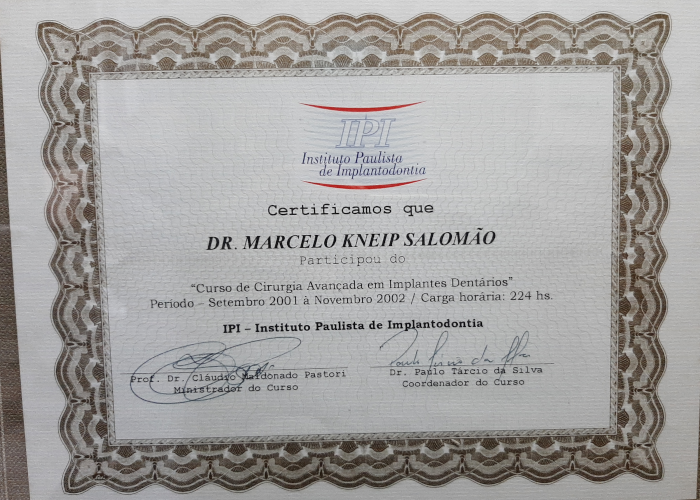 IPI
Instituto Paulista
de Implantodontia
Certificamos que
DR. MARCELO KNEIP SALOMÃO
Participou do
“Curso de Cirurgia Avançada em Implantes Dentários”
Período – Setembro 2001 à Novembro 2002 / Carga horária: 224 hs.
IPI – Instituto Paulista de Implantodontia
Prof. Dr. Cláudio Maldonado Pastori
Ministrador do Curso
Dr. Paulo Tárcio da Silva
Coordenador do Curso